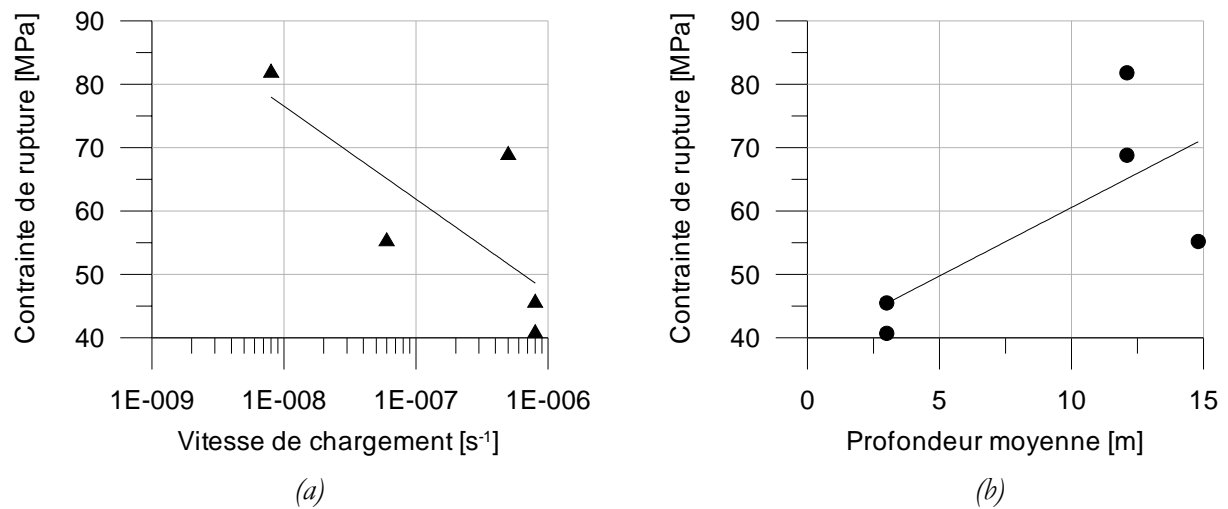 Contrainte de rupture [MPa]
90
80
70
60
50
40
1E-009 1E-008 1E-007 1E-006
Vitesse de chargement [s⁻¹]
(a)
Contrainte de rupture [MPa]
90
80
70
60
50
40
0 5 10 15
Profondeur moyenne [m]
(b)